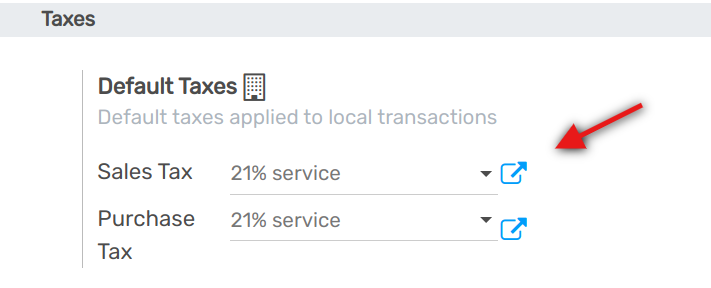 Taxes
Default Taxes
Default taxes applied to local transactions
Sales Tax 21% service
Purchase 21% service
Tax